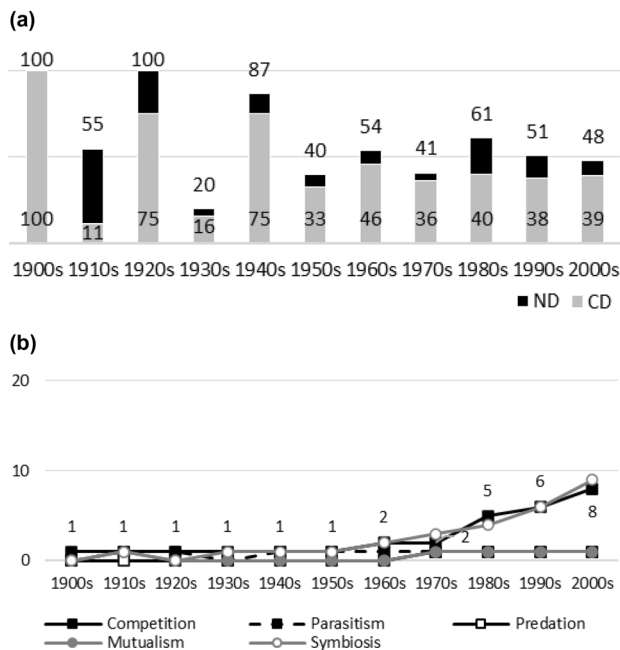 (a)
100 100 87
55 54 61 51 48
20 40 41
100 11 75 16 75 33 46 36 40 38 39
1900s 1910s 1920s 1930s 1940s 1950s 1960s 1970s 1980s 1990s 2000s
ND CD
(b)
20
10
1 1 1 1 1 1 2 2 5 6 8
0
1900s 1910s 1920s 1930s 1940s 1950s 1960s 1970s 1980s 1990s 2000s
Competition Parasitism Predation
Mutualism Symbiosis